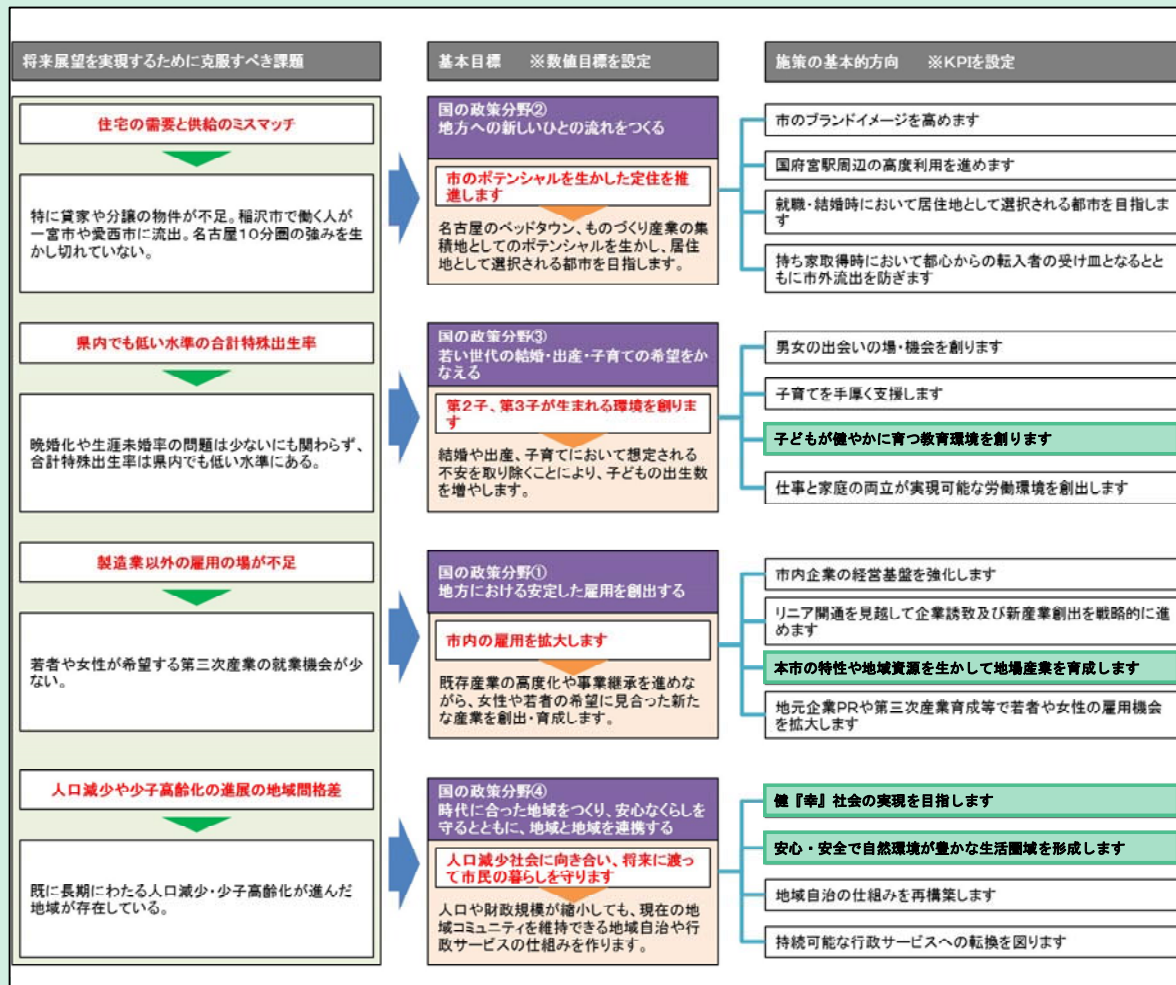 将来展望を実現するために克服すべき課題
基本目標　※数値目標を設定
施策の基本的方向　※KPIを設定
住宅の需要と供給のミスマッチ
特に貸家や分譲の物件が不足。稲沢市で働く人が
一宮市や愛西市に流出。名古屋10分圏の強みを生
かし切れていない。
国の政策分野②
地方への新しいひとの流れをつくる
市のポテンシャルを生かした定住を推
進します
名古屋のベッドタウン、ものづくり産業の集
積地としてのポテンシャルを生かし、居住
地として選択される都市を目指します。
市のブランドイメージを高めます
国府宮駅周辺の高度利用を進めます
就職・結婚時において居住地として選択される都市を目指しま
す
持ち家取得時において都心からの転入者の受け皿となるとと
もに市外流出を防ぎます
県内でも低い水準の合計特殊出生率
晩婚化や生涯未婚率の問題は少ないにも関わらず、
合計特殊出生率は県内でも低い水準にある。
国の政策分野③
若い世代の結婚・出産・子育ての希望をか
なえる
第2子、第3子が生まれる環境を創りま
す
結婚や出産、子育てにおいて想定される
不安を取り除くことにより、子どもの出生数
を増やします。
男女の出会いの場・機会を創ります
子育てを手厚く支援します
子どもが健やかに育つ教育環境を創ります
仕事と家庭の両立が実現可能な労働環境を創出します
製造業以外の雇用の場が不足
若者や女性が希望する第三次産業の就業機会が少
ない。
国の政策分野①
地方における安定した雇用を創出する
市内の雇用を拡大します
既存産業の高度化や事業継承を進めな
がら、女性や若者の希望に見合った新た
な産業を創出・育成します。
市内企業の経営基盤を強化します
リニア開通を見越して企業誘致及び新産業創出を戦略的に進
めます
本市の特性や地域資源を生かして地場産業を育成します
地元企業PRや第三次産業育成等で若者や女性の雇用機会
を拡大します
人口減少や少子高齢化の進展の地域間格差
既に長期にわたる人口減少・少子高齢化が進んだ
地域が存在している。
国の政策分野④
時代に合った地域をつくり、安心なくらしを
守るとともに、地域と地域を連携する
人口減少社会に向き合い、将来に渡っ
て市民の暮らしを守ります
人口や財政規模が縮小しても、現在の地
域コミュニティを維持できる地域自治や行
政サービスの仕組みを作ります。
健『幸』社会の実現を目指します
安心・安全で自然環境が豊かな生活圏域を形成します
地域自治の仕組みを再構築します
持続可能な行政サービスへの転換を図ります